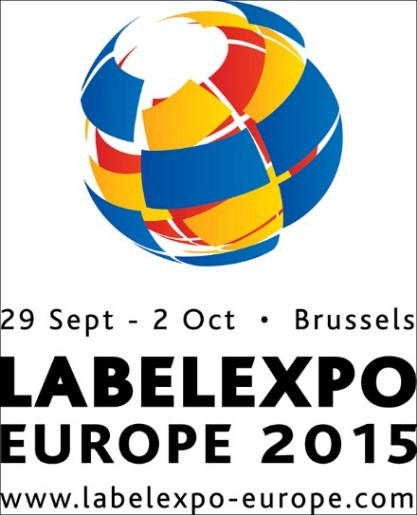 29 Sept - 2 Oct • Brussels
LABELEXPO
EUROPE 2015
www.labelexpo-europe.com